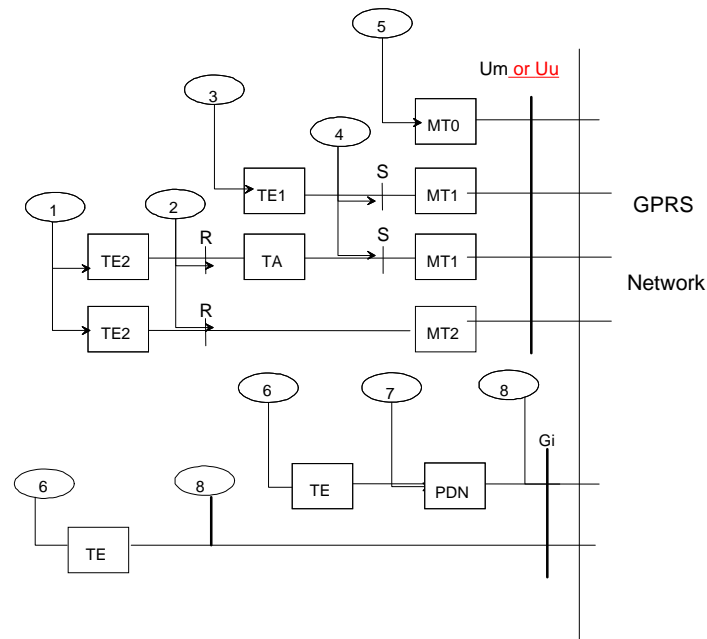 5
Um or Uu
3
4
MT0
S
TE1
MT1
GPRS
1
2
R
S
TE2
TA
MT1
Network
R
TE2
MT2
6
7
8
Gi
TE
PDN
6
8
TE